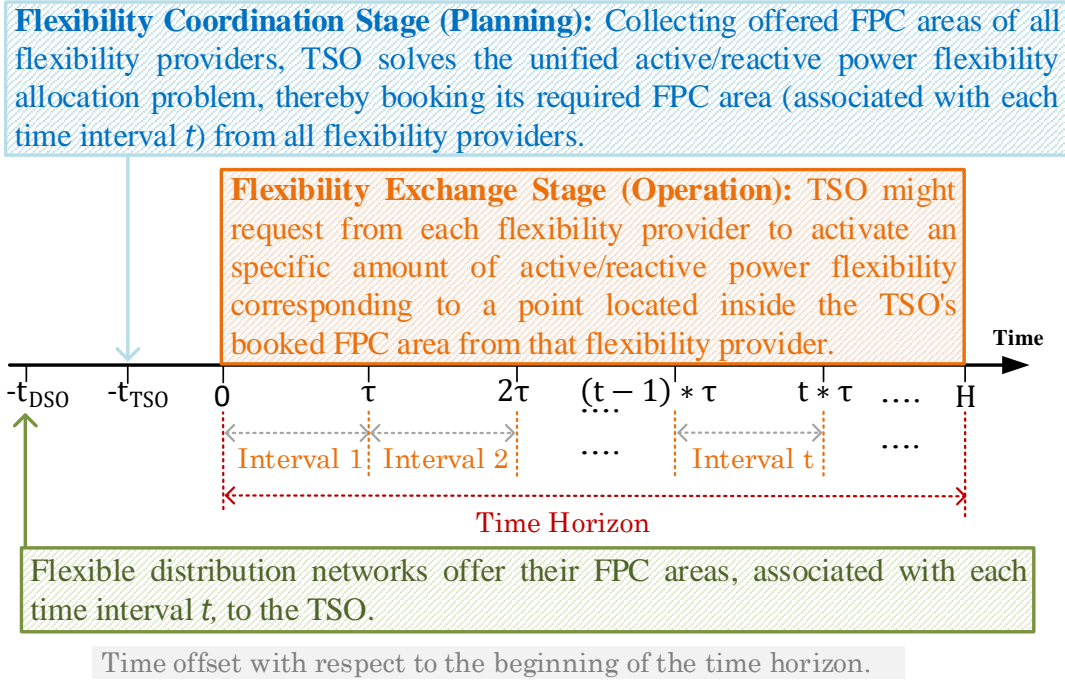 Flexibility Coordination Stage (Planning): Collecting offered FPC areas of all
flexibility providers, TSO solves the unified active/reactive power flexibility
allocation problem, thereby booking its required FPC area (associated with each
time interval t) from all flexibility providers.
Flexibility Exchange Stage (Operation): TSO might
request from each flexibility provider to activate an
specific amount of active/reactive power flexibility
corresponding to a point located inside the TSO's
booked FPC area from that flexibility provider.
Time
-t_DSO -t_TSO 0 τ 2τ (t − 1) ∗ τ t ∗ τ .... H
....
Interval 1 Interval 2 .... Interval t ....
Time Horizon
Flexible distribution networks offer their FPC areas, associated with each
time interval t, to the TSO.
Time offset with respect to the beginning of the time horizon.